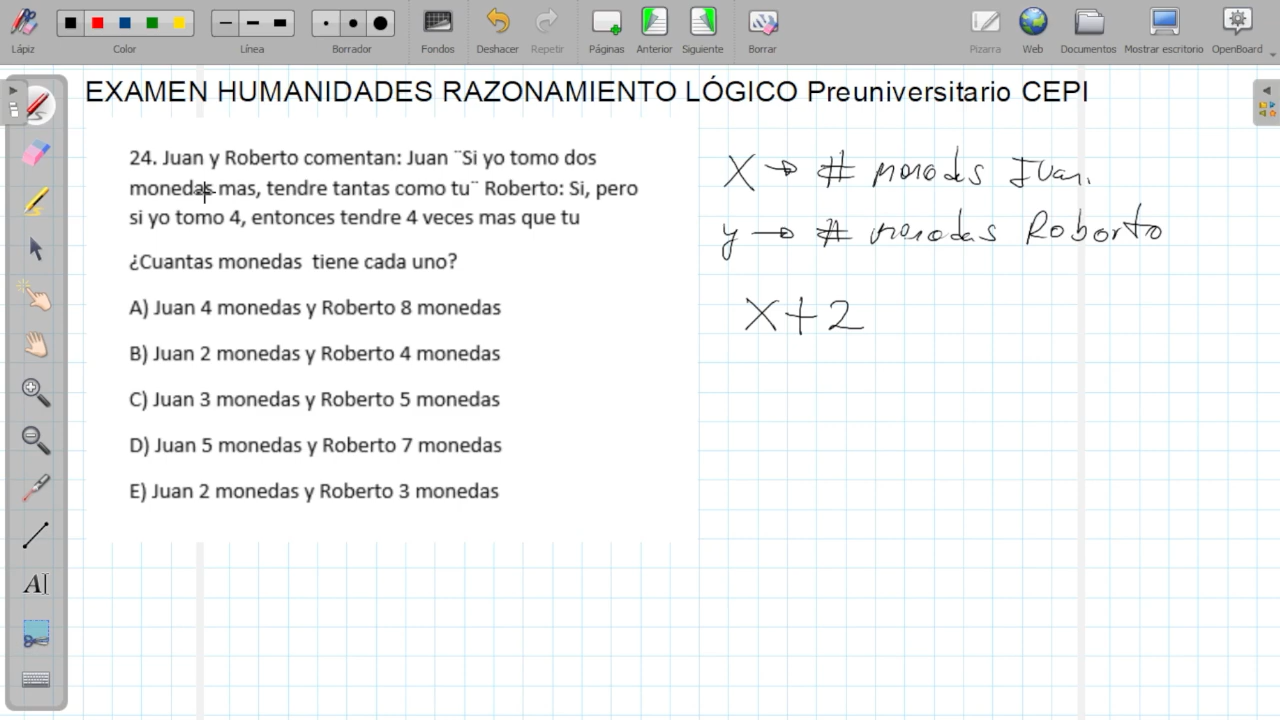 Lápiz
Color
Línea
Borrador
Fondos
Deshacer
Repetir
Páginas
Anterior
Siguiente
Borrar
Pizarra
Web
Documentos
Mostrar escritorio
OpenBoard
EXAMEN HUMANIDADES RAZONAMIENTO LÓGICO Preuniversitario CEPI
24. Juan y Roberto comentan: Juan ¨Si yo tomo dos
monedas mas, tendre tantas como tu¨ Roberto: Si, pero
si yo tomo 4, entonces tendre 4 veces mas que tu
¿Cuantas monedas tiene cada uno?
A) Juan 4 monedas y Roberto 8 monedas
B) Juan 2 monedas y Roberto 4 monedas
C) Juan 3 monedas y Roberto 5 monedas
D) Juan 5 monedas y Roberto 7 monedas
E) Juan 2 monedas y Roberto 3 monedas
X → # monedas Juan.
y → # monedas Roberto
X+2
A